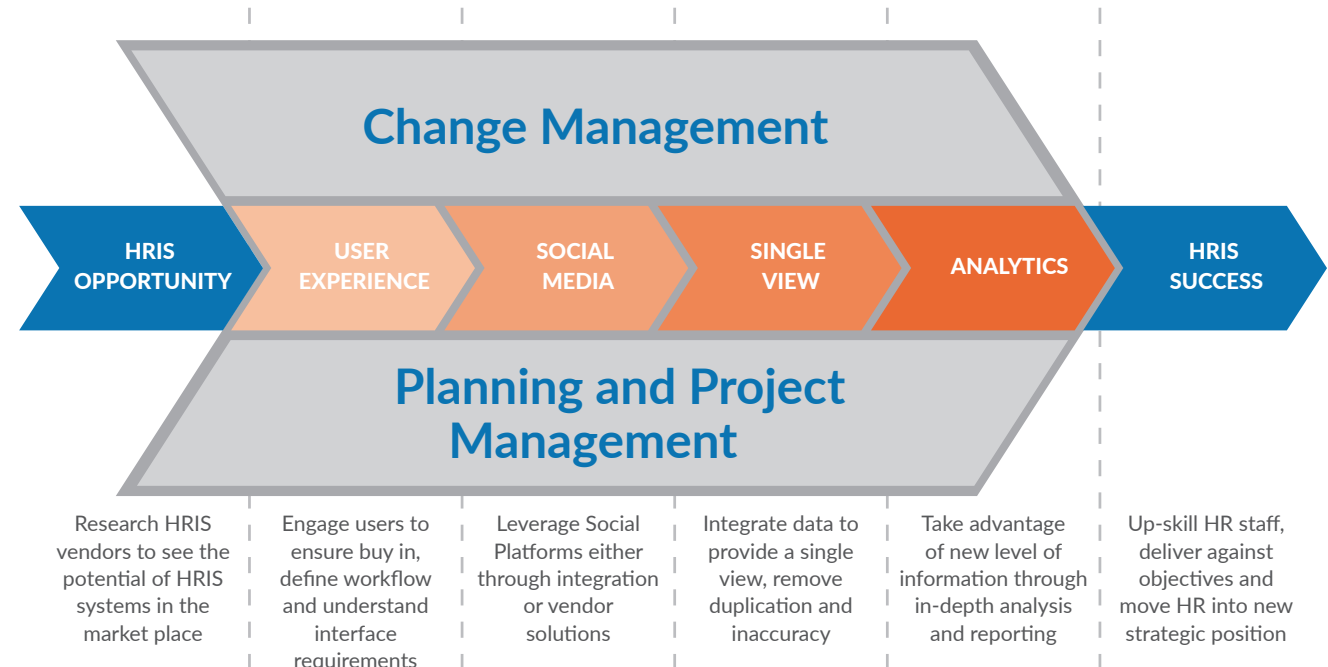 Change Management
HRIS
OPPORTUNITY
USER
EXPERIENCE
SOCIAL
MEDIA
SINGLE
VIEW
ANALYTICS
HRIS
SUCCESS
Planning and Project
Management
Research HRIS
vendors to see the
potential of HRIS
systems in the
market place
Engage users to
ensure buy in,
define workflow
and understand
interface
requirements
Leverage Social
Platforms either
through integration
or vendor
solutions
Integrate data to
provide a single
view, remove
duplication and
inaccuracy
Take advantage
of new level of
information through
in-depth analysis
and reporting
Up-skill HR staff,
deliver against
objectives and
move HR into new
strategic position